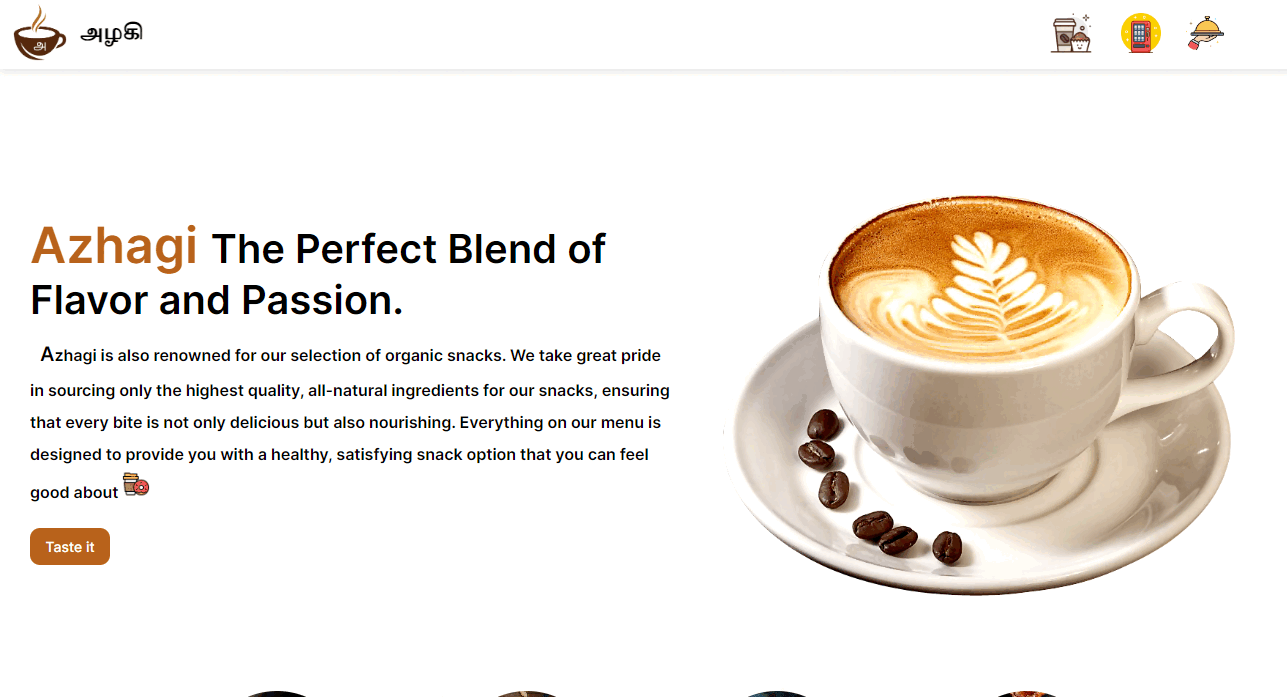 அ
அழகி
Azhagi The Perfect Blend of
Flavor and Passion.
Azhagi is also renowned for our selection of organic snacks. We take great pride
in sourcing only the highest quality, all-natural ingredients for our snacks, ensuring
that every bite is not only delicious but also nourishing. Everything on our menu is
designed to provide you with a healthy, satisfying snack option that you can feel
good about
Taste it